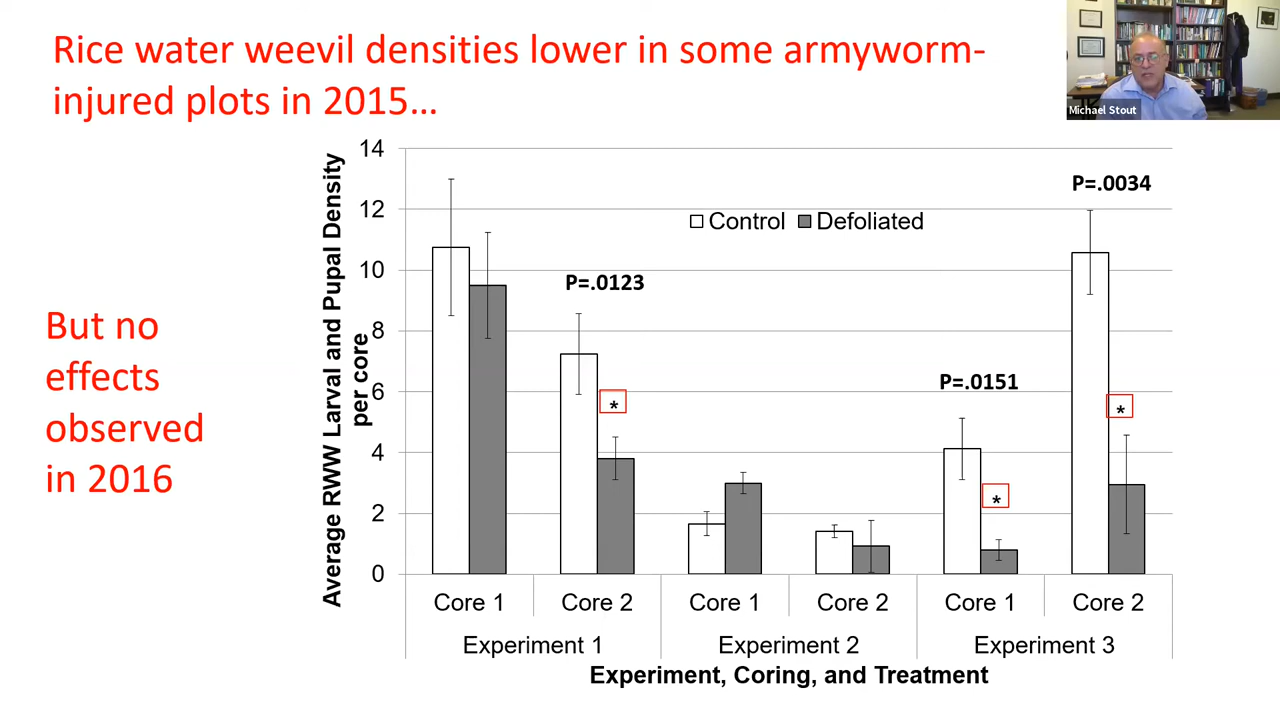 Rice water weevil densities lower in some armyworm-
injured plots in 2015…
Michael Stout
But no
effects
observed
in 2016
Average RWW Larval and Pupal Density
per core
14
12
10
8
6
4
2
0
Control Defoliated
P=.0123
*
P=.0151
*
P=.0034
*
Core 1 Core 2 Core 1 Core 2 Core 1 Core 2
Experiment 1 Experiment 2 Experiment 3
Experiment, Coring, and Treatment